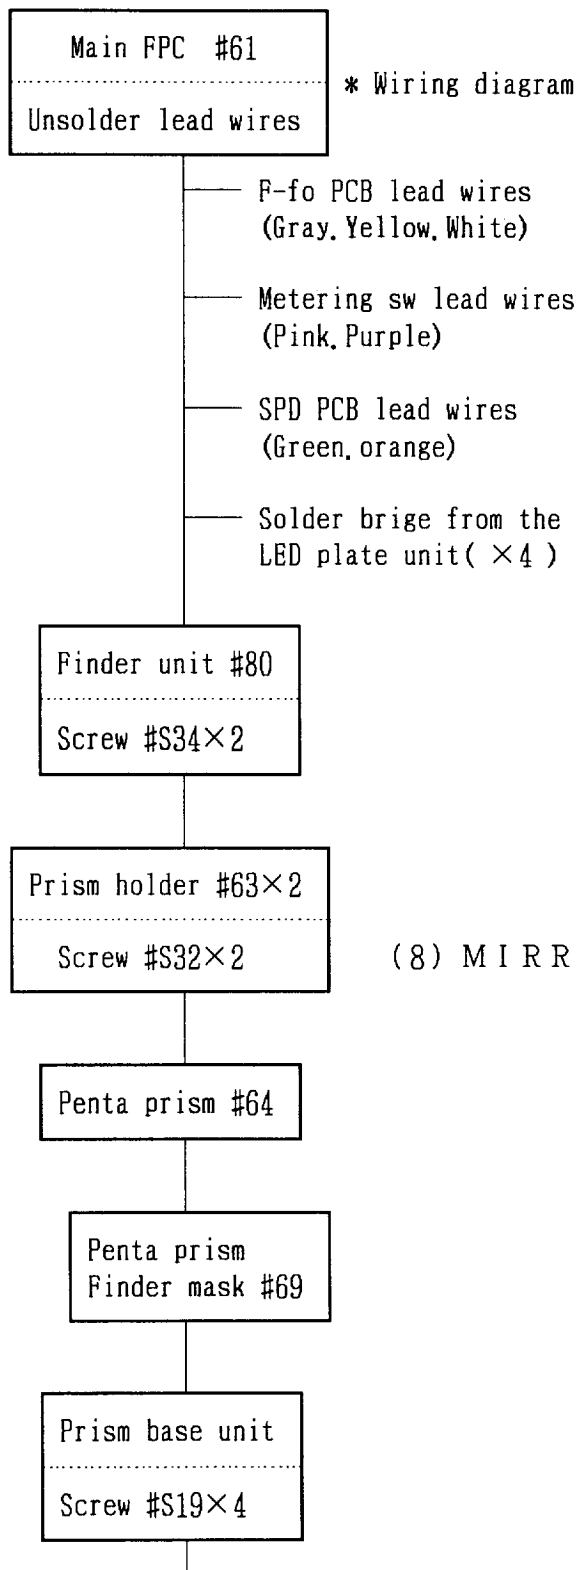 Main FPC #61
Unsolder lead wires
* Wiring diagram
F-fo PCB lead wires
(Gray.Yellow.White)
Metering sw lead wires
(Pink.Purple)
SPD PCB lead wires
(Green.orange)
Solder brige from the
LED plate unit( ×4 )
Finder unit #80
Screw #S34×2
Prism holder #63×2
Screw #S32×2
(8) MIRR
Penta prism #64
Penta prism
Finder mask #69
Prism base unit
Screw #S19×4